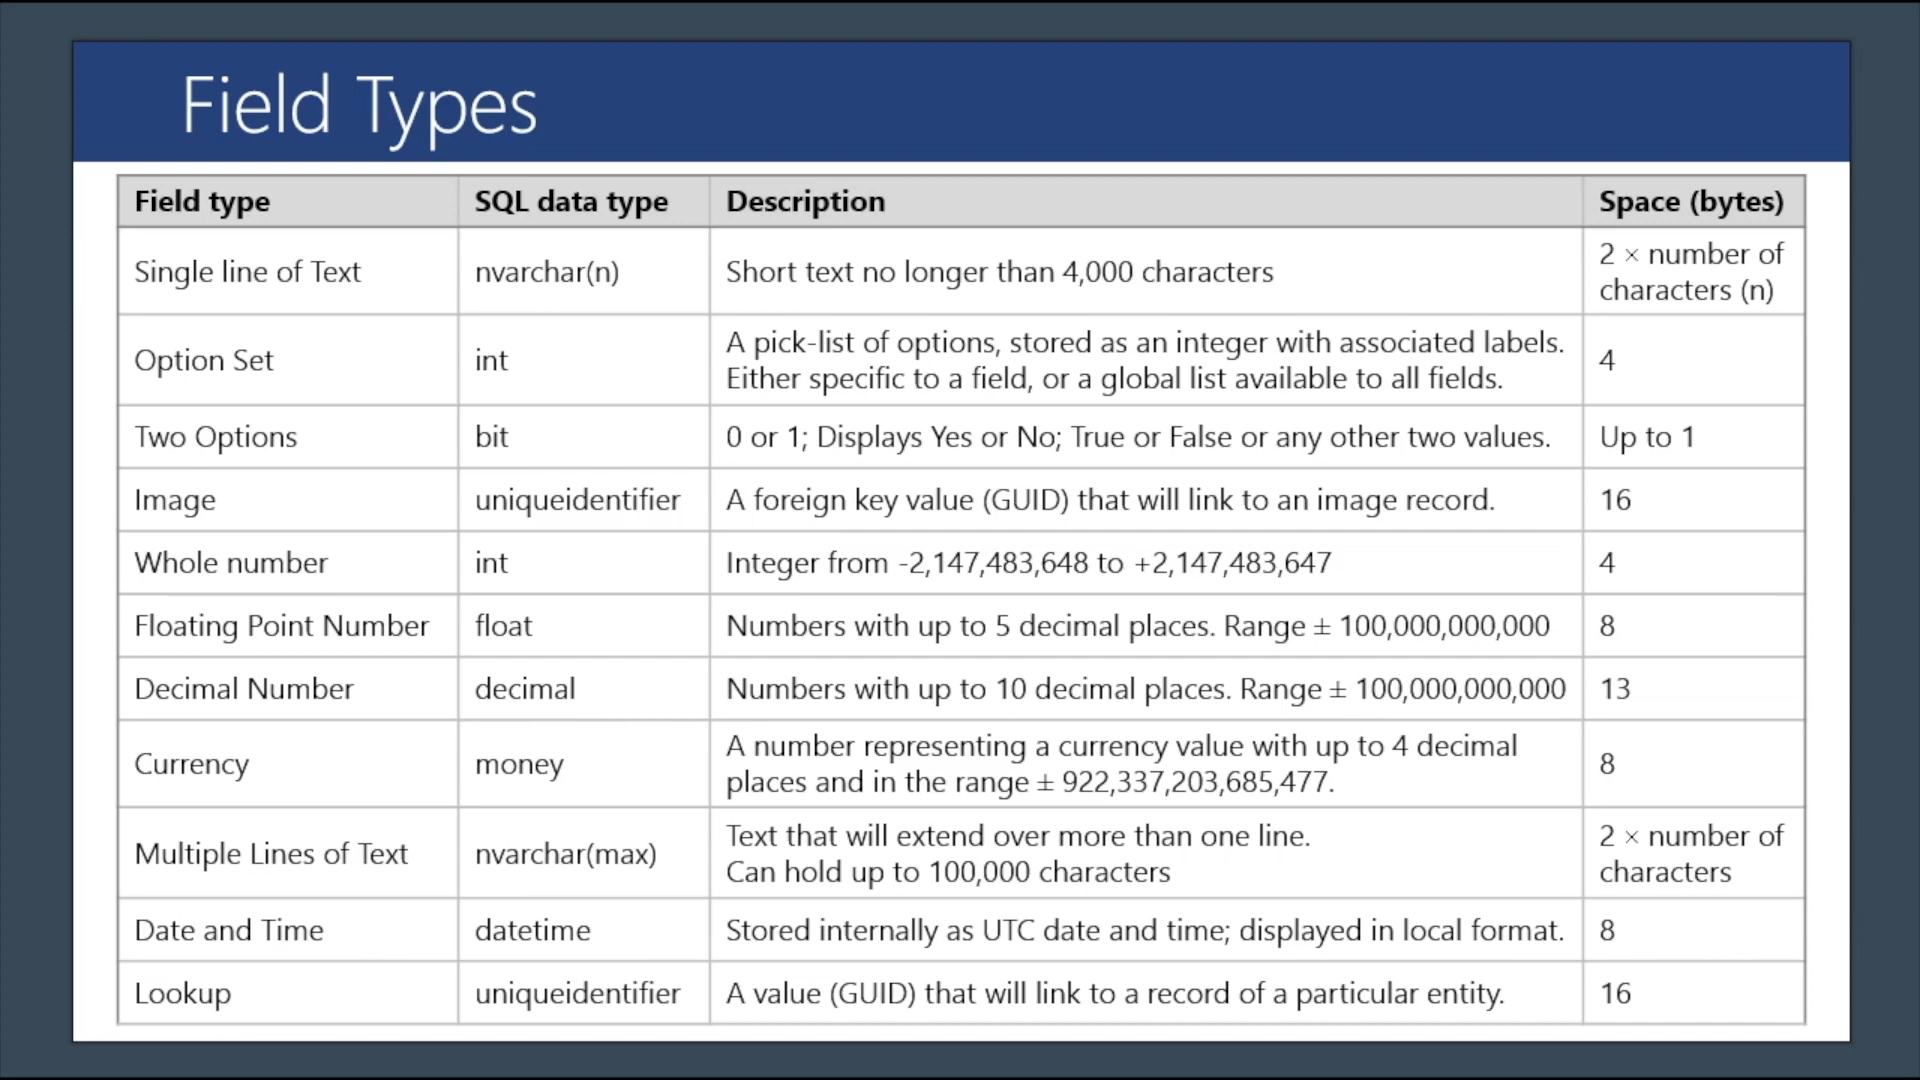 Field Types
Field type SQL data type Description Space (bytes)
Single line of Text nvarchar(n) Short text no longer than 4,000 characters 2 × number of
characters (n)
Option Set int A pick-list of options, stored as an integer with associated labels.
Either specific to a field, or a global list available to all fields. 4
Two Options bit 0 or 1; Displays Yes or No; True or False or any other two values. Up to 1
Image uniqueidentifier A foreign key value (GUID) that will link to an image record. 16
Whole number int Integer from -2,147,483,648 to +2,147,483,647 4
Floating Point Number float Numbers with up to 5 decimal places. Range ± 100,000,000,000 8
Decimal Number decimal Numbers with up to 10 decimal places. Range ± 100,000,000,000 13
Currency money A number representing a currency value with up to 4 decimal
places and in the range ± 922,337,203,685,477. 8
Multiple Lines of Text nvarchar(max) Text that will extend over more than one line.
Can hold up to 100,000 characters 2 × number of
characters
Date and Time datetime Stored internally as UTC date and time; displayed in local format. 8
Lookup uniqueidentifier A value (GUID) that will link to a record of a particular entity. 16